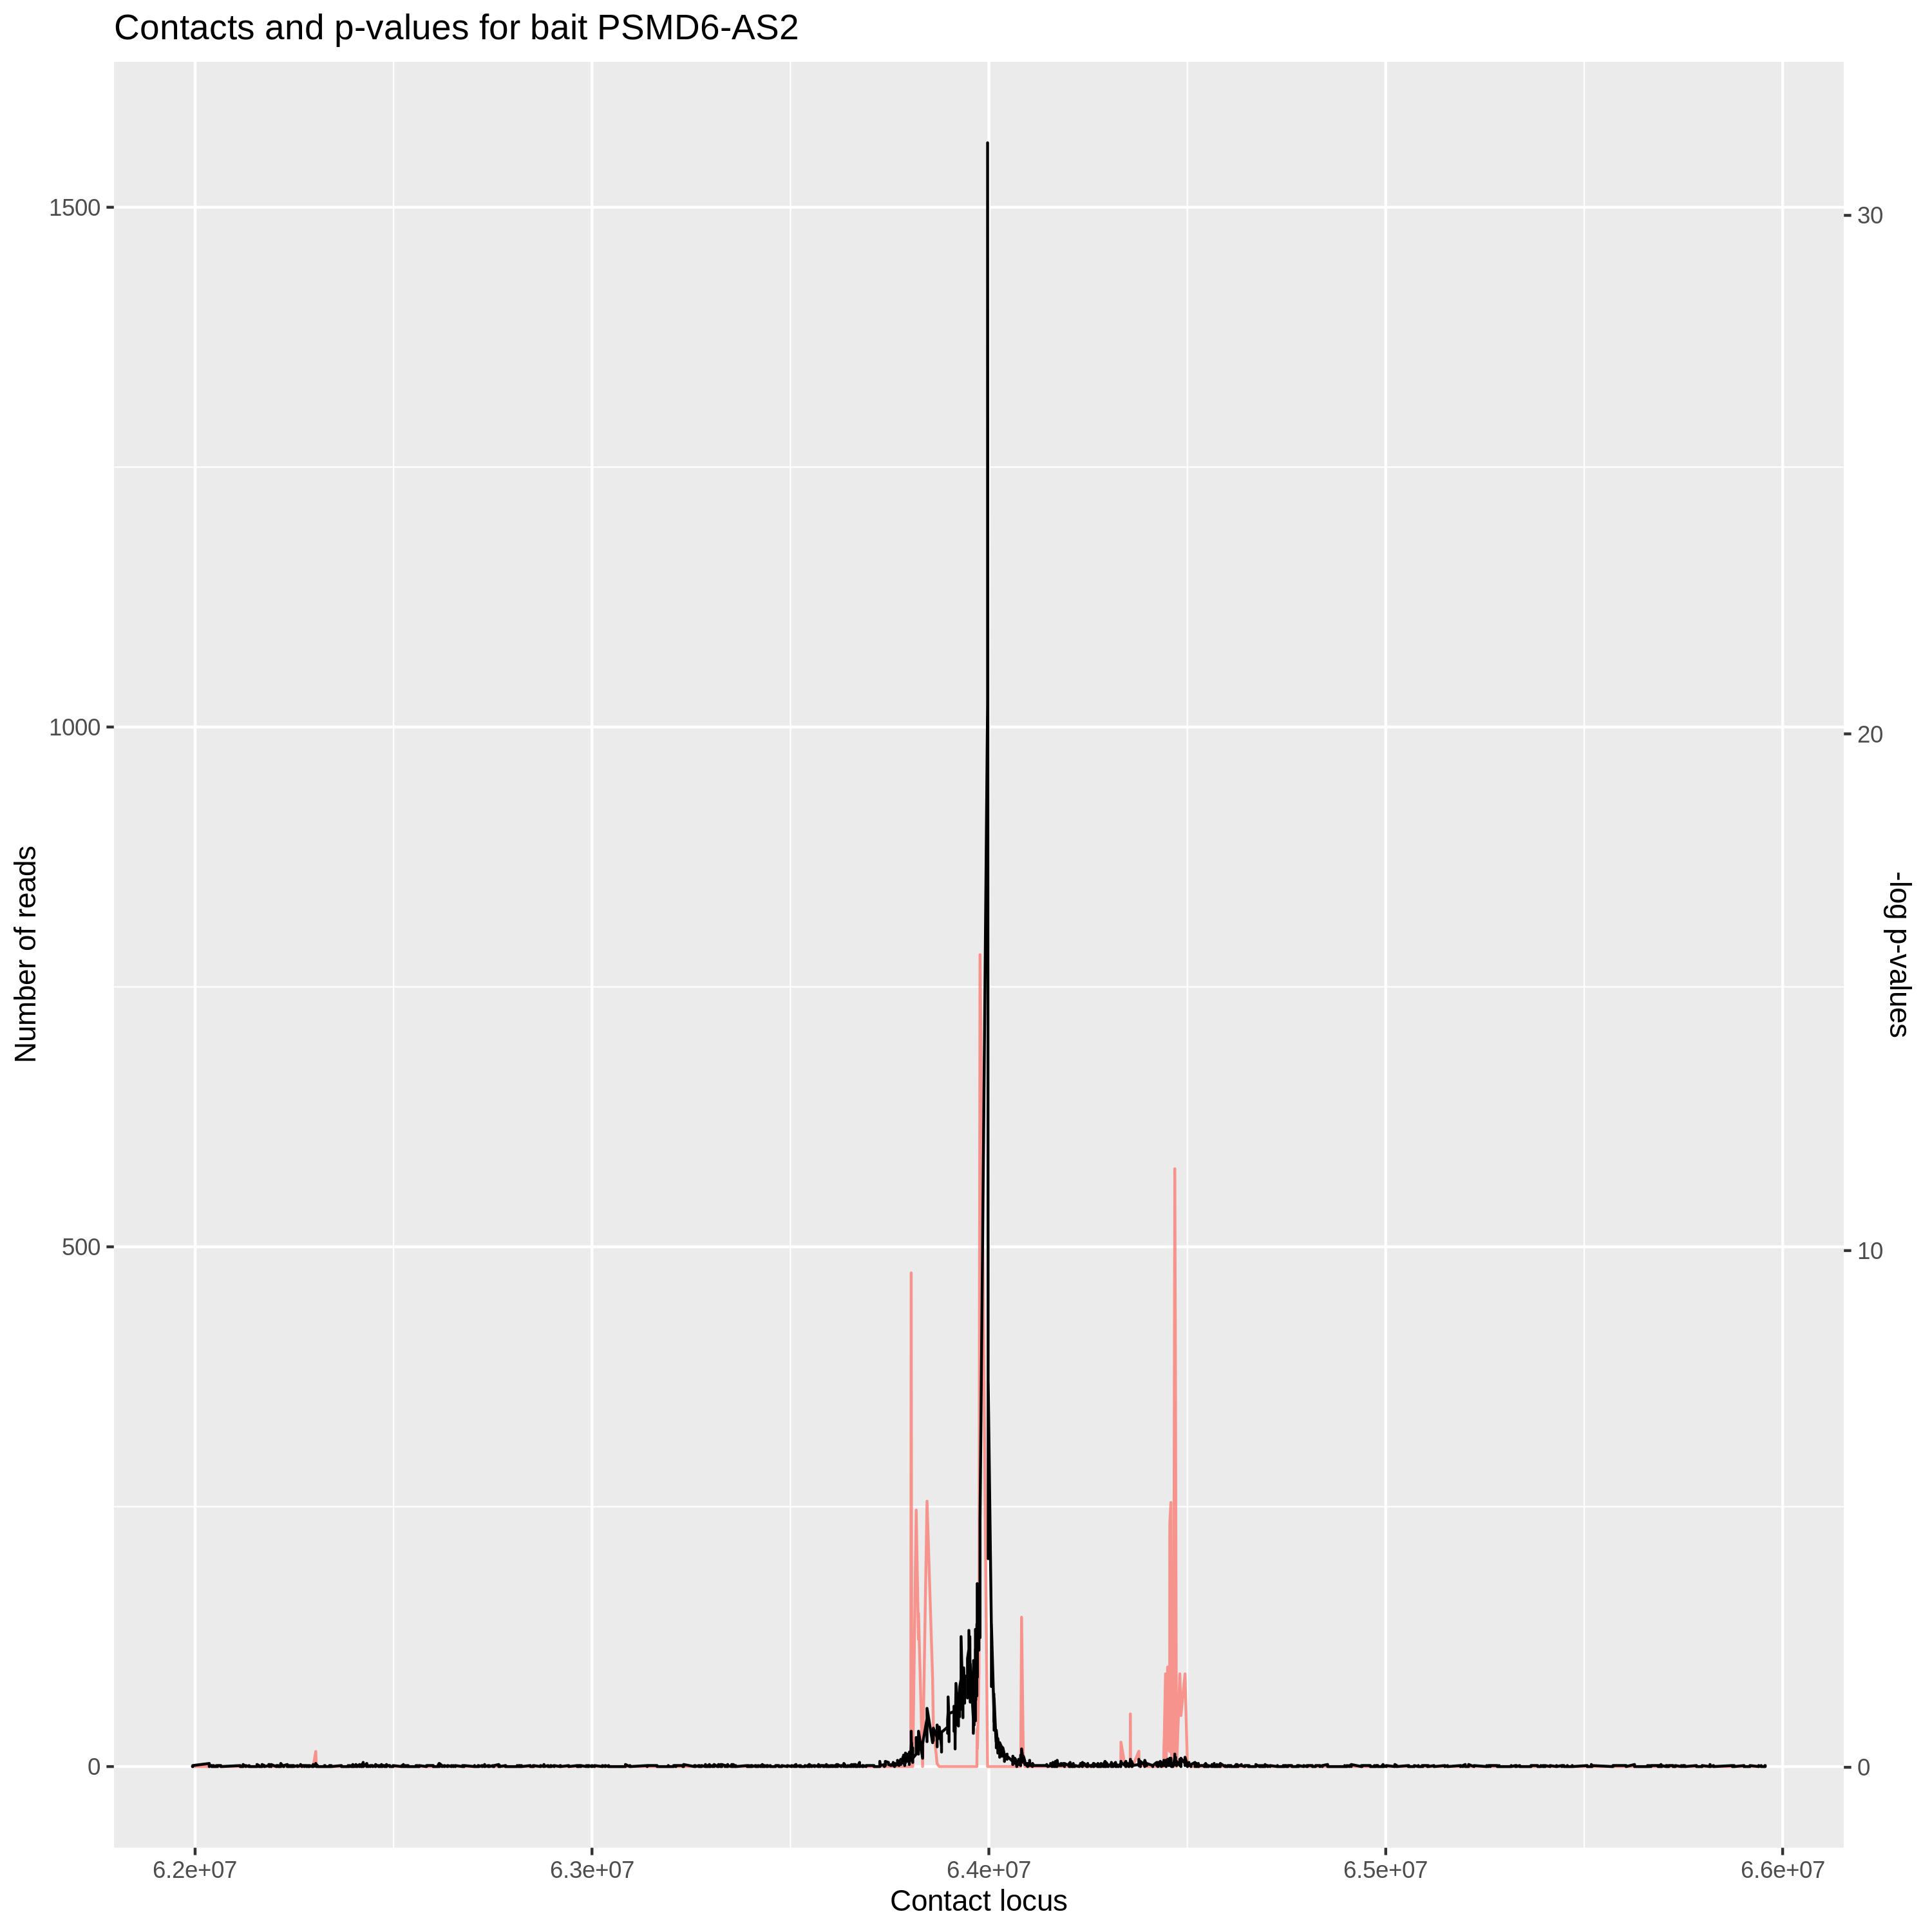 Contacts and p-values for bait PSMD6-AS2
1500
1000
500
0
Number of reads
30
20
10
0
-log p-values
6.2e+07
6.3e+07
6.4e+07
6.5e+07
6.6e+07
Contact locus